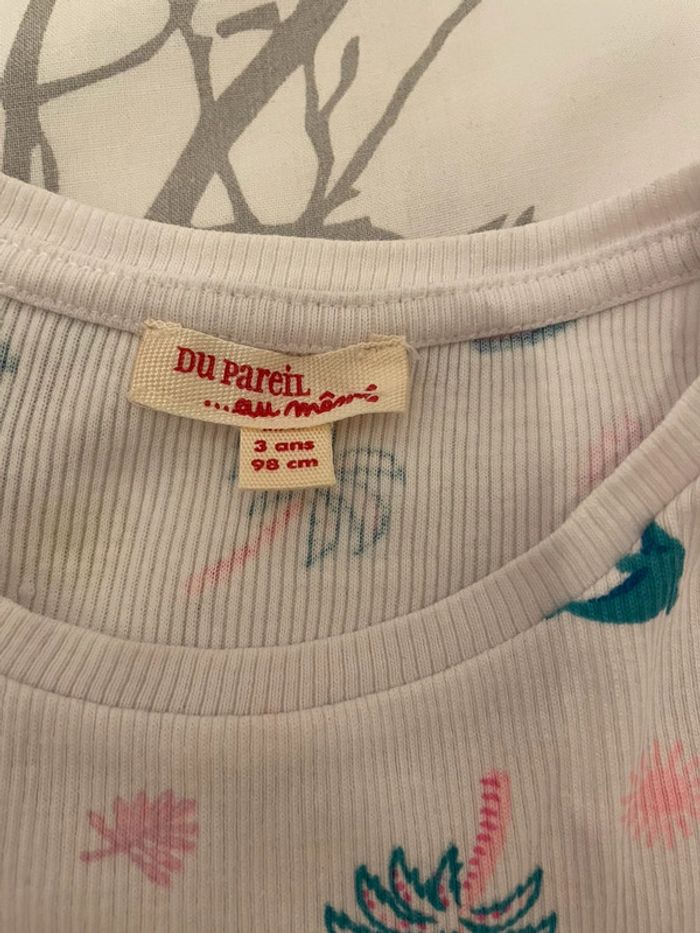 DU PAREIL
...au même
3 ans
98 cm